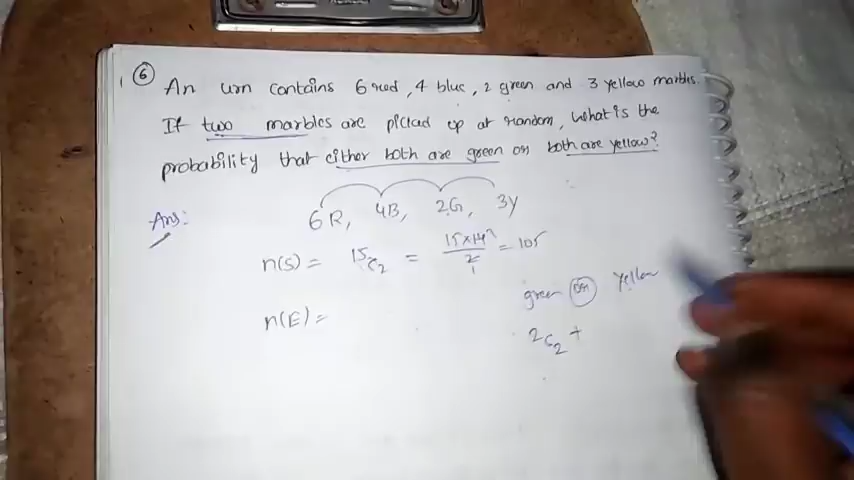 6 An urn contains 6 red, 4 blue, 2 green and 3 yellow marbles.
If two marbles are picked up at random, What is the
probability that either both are green or both are yellow?
Ans:
6R, 4B, 2G, 3Y
n(S) = 15C2 = 15×14/2 = 105
green or yellow
n(E) =
2C2 +